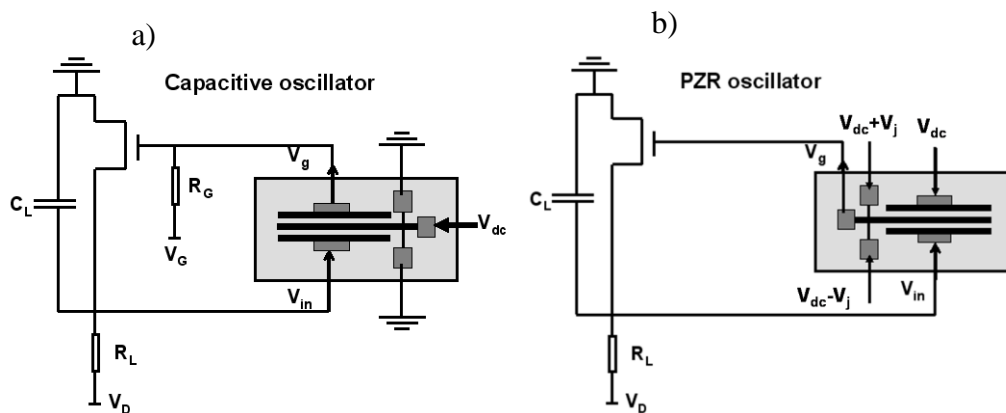 a)
Capacitive oscillator
V_g
R_G
C_L
V_G
V_dc
V_in
R_L
V_D
b)
PZR oscillator
V_dc+V_j
V_dc
V_g
C_L
V_dc-V_j
V_in
R_L
V_D